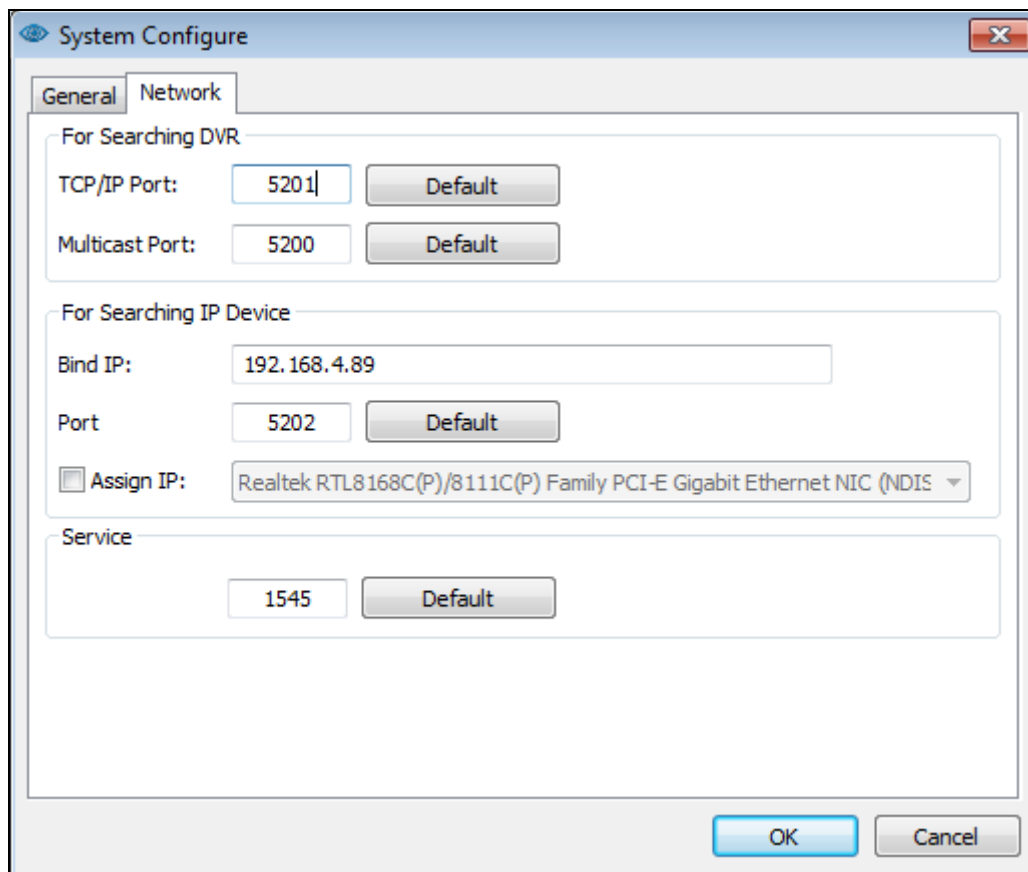 System Configure
General Network
For Searching DVR
TCP/IP Port: 5201 Default
Multicast Port: 5200 Default
For Searching IP Device
Bind IP: 192.168.4.89
Port 5202 Default
Assign IP: Realtek RTL8168C(P)/8111C(P) Family PCI-E Gigabit Ethernet NIC (NDIS
Service
1545 Default
OK Cancel